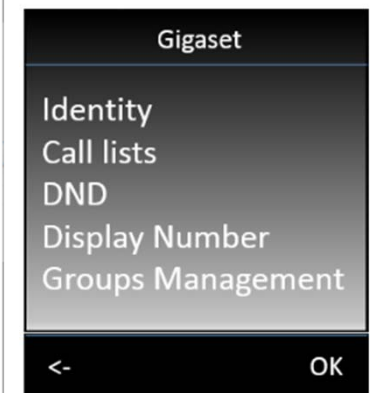 Gigaset
Identity
Call lists
DND
Display Number
Groups Management
<- OK